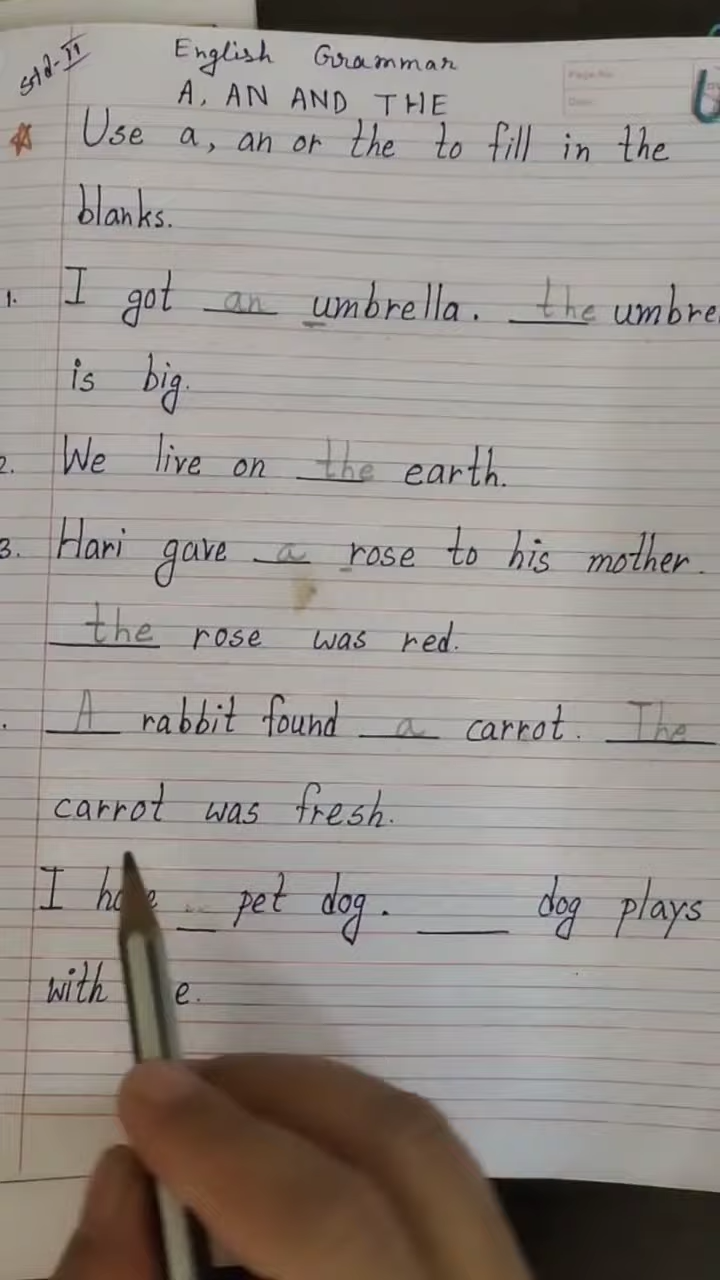 Std-II
English Grammar
A, AN AND THE
Use a, an or the to fill in the
blanks.
1. I got an umbrella. the umbre
is big.
2. We live on the earth.
3. Hari gave a rose to his mother.
the rose was red.
. A rabbit found a carrot. The
carrot was fresh.
I __ pet dog. ____ dog plays
with